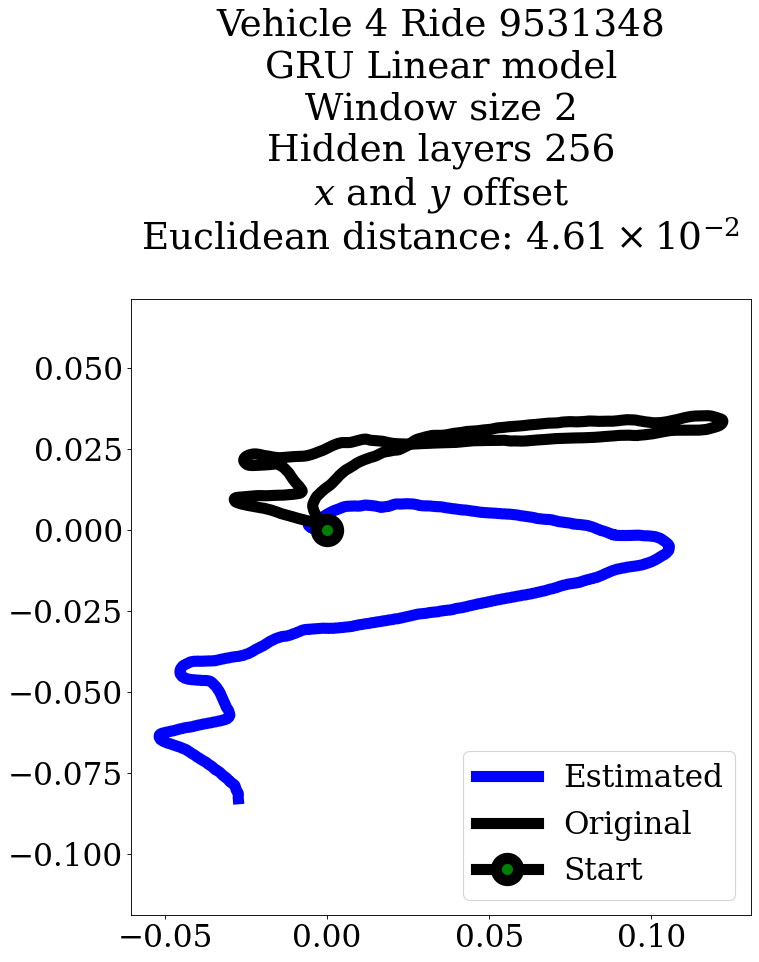 Vehicle 4 Ride 9531348
GRU Linear model
Window size 2
Hidden layers 256
x and y offset
Euclidean distance: 4.61 × 10⁻²
0.050
0.025
0.000
−0.025
−0.050
−0.075
−0.100
−0.05 0.00 0.05 0.10
Estimated
Original
Start